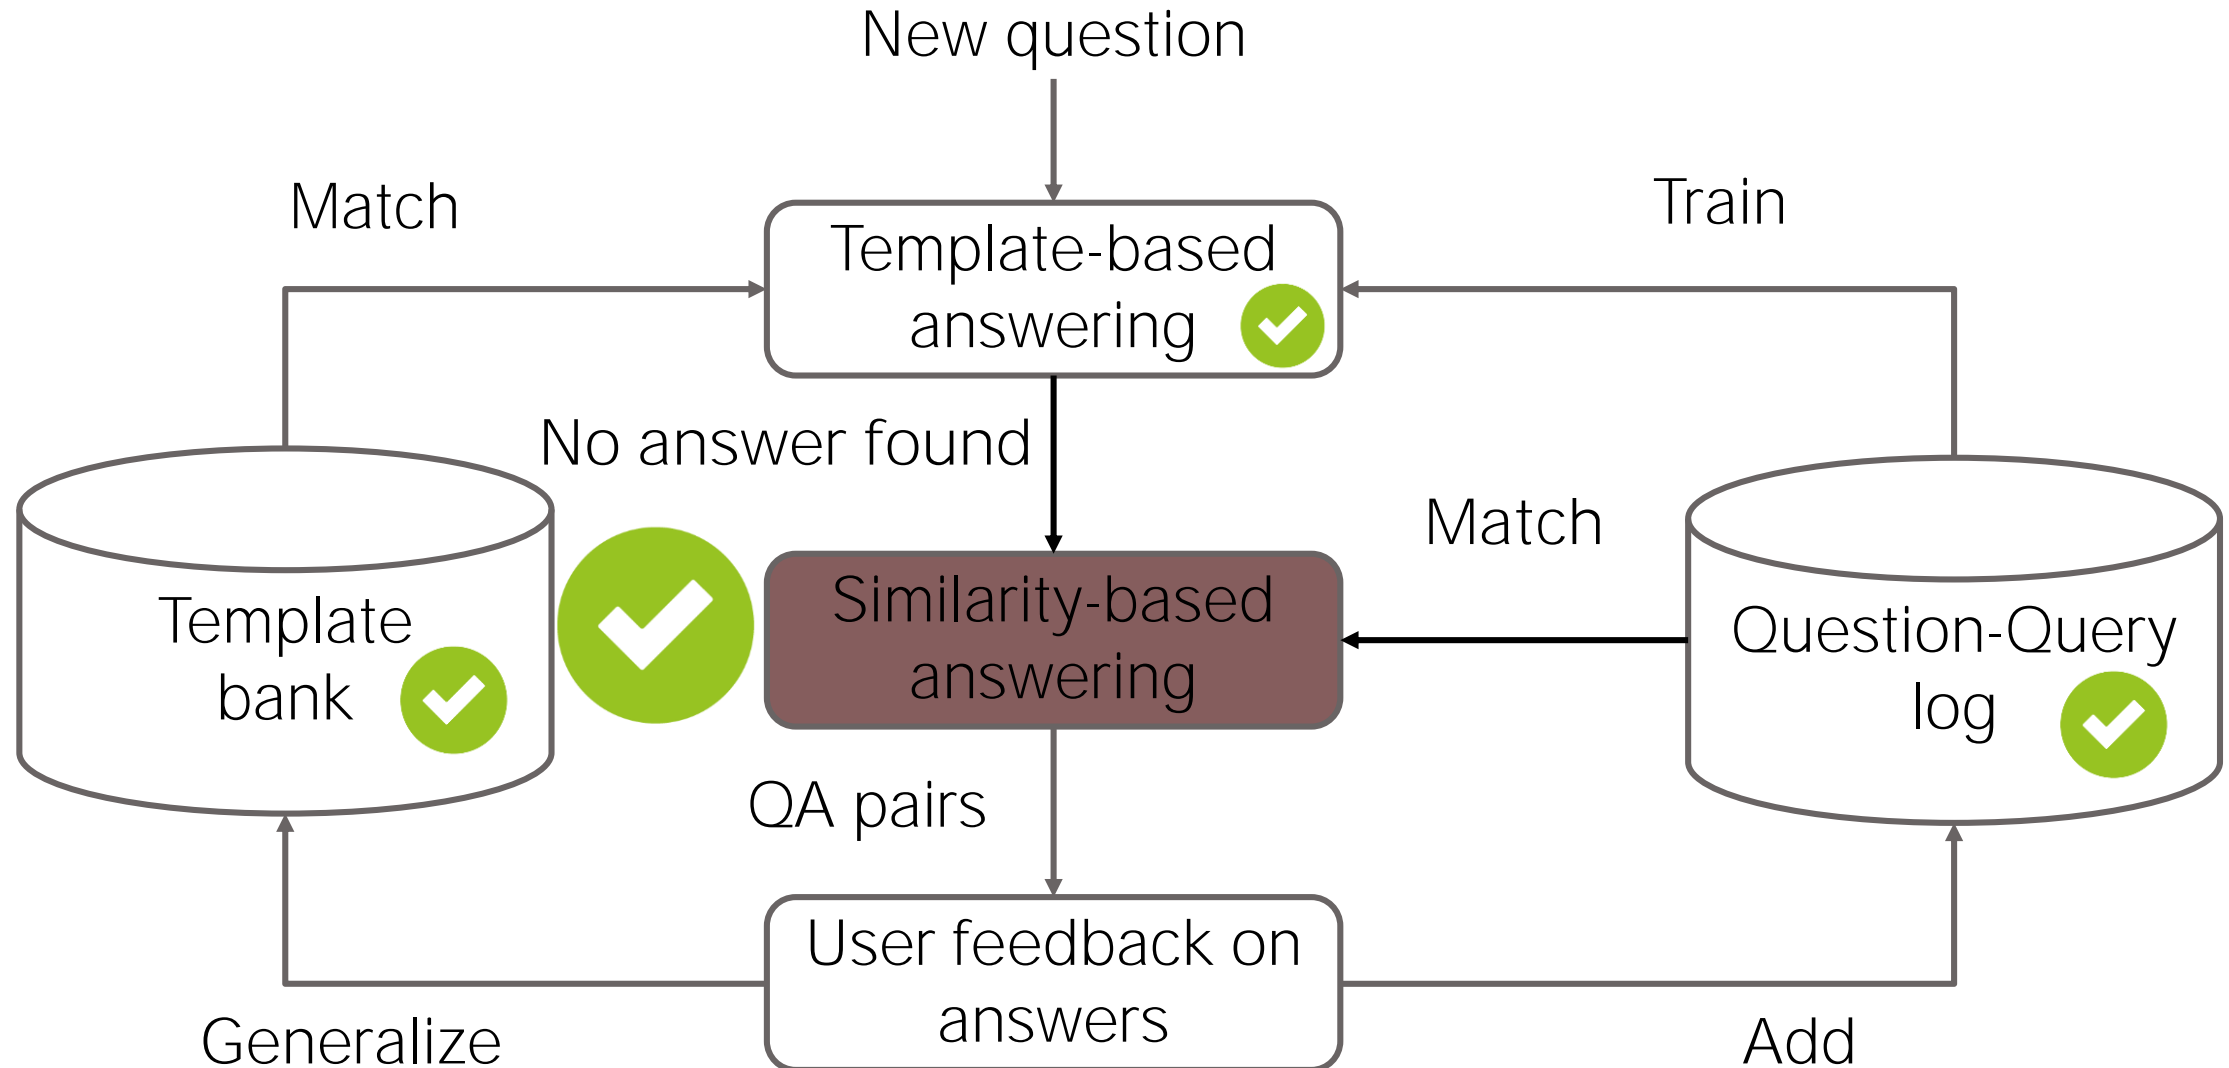 New question
Match
Train
Template-based
answering
No answer found
Match
Similarity-based
answering
Template
bank
Question-Query
log
QA pairs
User feedback on
answers
Generalize
Add